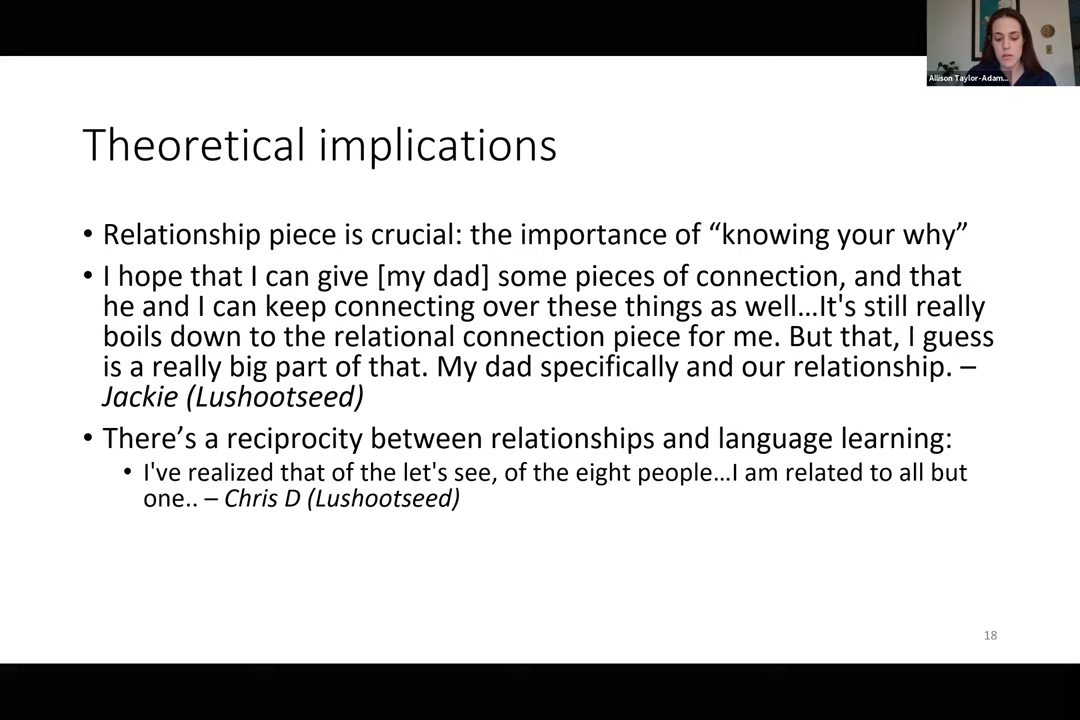 Allison Taylor-Adam...
Theoretical implications
• Relationship piece is crucial: the importance of “knowing your why”
• I hope that I can give [my dad] some pieces of connection, and that
he and I can keep connecting over these things as well…It's still really
boils down to the relational connection piece for me. But that, I guess
is a really big part of that. My dad specifically and our relationship. –
Jackie (Lushootseed)
• There’s a reciprocity between relationships and language learning:
• I've realized that of the let's see, of the eight people…I am related to all but
one.. – Chris D (Lushootseed)
18